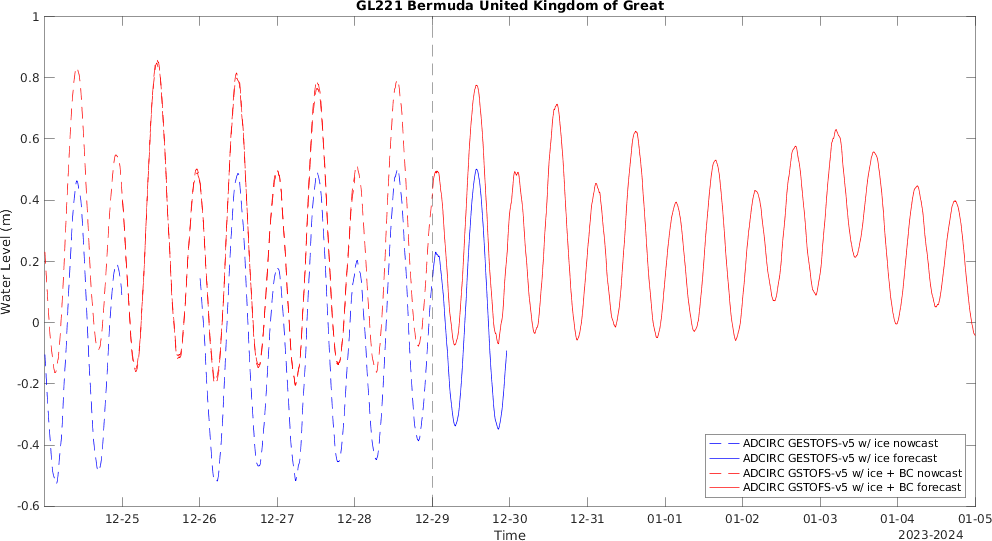 GL221 Bermuda United Kingdom of Great
Water Level (m)
1
0.8
0.6
0.4
0.2
0
-0.2
-0.4
-0.6
12-25 12-26 12-27 12-28 12-29 12-30 12-31 01-01 01-02 01-03 01-04 01-05
Time
2023-2024
ADCIRC GESTOFS-v5 w/ ice nowcast
ADCIRC GESTOFS-v5 w/ ice forecast
ADCIRC GSTOFS-v5 w/ ice + BC nowcast
ADCIRC GSTOFS-v5 w/ ice + BC forecast